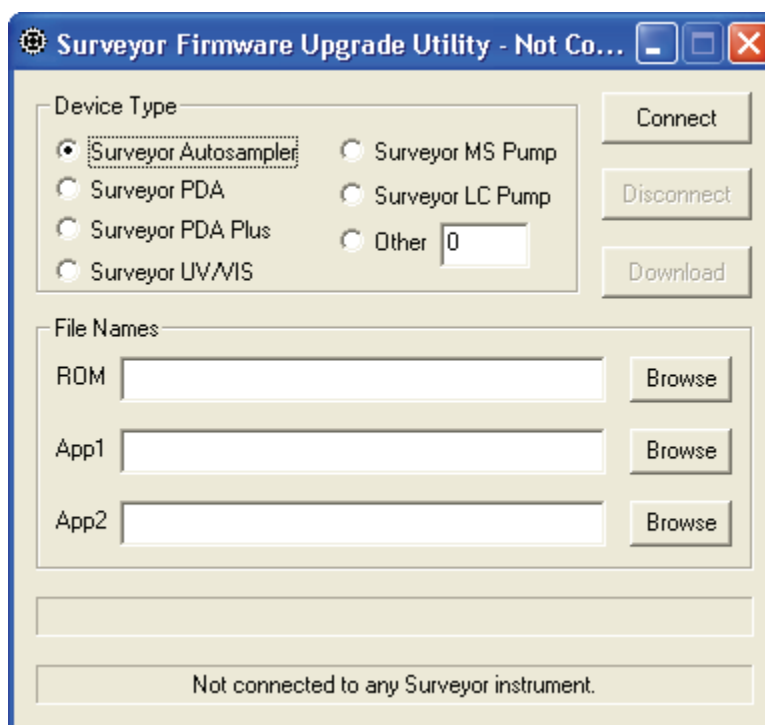 Surveyor Firmware Upgrade Utility - Not Co...
Device Type
Surveyor Autosampler
Surveyor PDA
Surveyor PDA Plus
Surveyor UV/VIS
Surveyor MS Pump
Surveyor LC Pump
Other 0
Connect
Disconnect
Download
File Names
ROM Browse
App1 Browse
App2 Browse
Not connected to any Surveyor instrument.